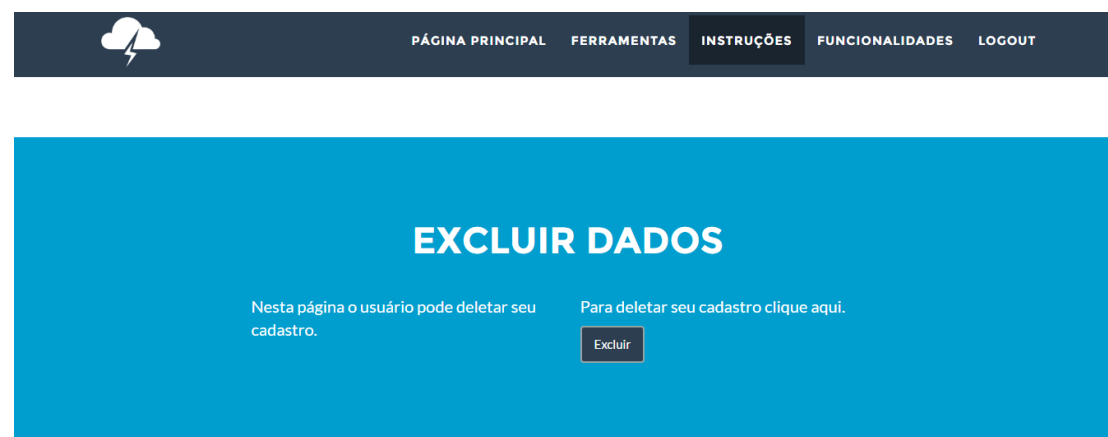 PÁGINA PRINCIPAL FERRAMENTAS INSTRUÇÕES FUNCIONALIDADES LOGOUT
EXCLUIR DADOS
Nesta página o usuário pode deletar seu
cadastro.
Para deletar seu cadastro clique aqui.
Excluir